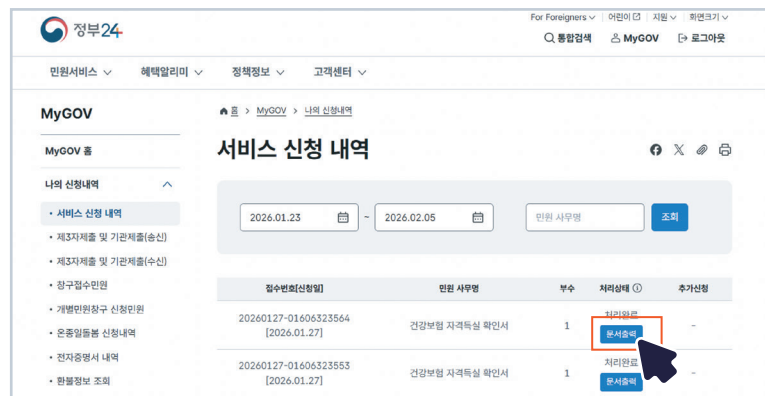 정부24
For Foreigners 어린이 지원 화면크기
통합검색 MyGOV 로그아웃
민원서비스 혜택알리미 정책정보 고객센터
MyGOV
MyGOV 홈
나의 신청내역
• 서비스 신청 내역
• 제3자제출 및 기관제출(송신)
• 제3자제출 및 기관제출(수신)
• 창구접수민원
• 개별민원창구 신청민원
• 온종일돌봄 신청내역
• 전자증명서 내역
• 환불정보 조회
홈 > MyGOV > 나의 신청내역
서비스 신청 내역
2026.01.23 ~ 2026.02.05 민원 사무명 조회
접수번호[신청일] 민원 사무명 부수 처리상태 추가신청
20260127-01606323564
[2026.01.27]
건강보험 자격득실 확인서 1 처리완료
문서출력
-
20260127-01606323553
[2026.01.27]
건강보험 자격득실 확인서 1 처리완료
문서출력
-